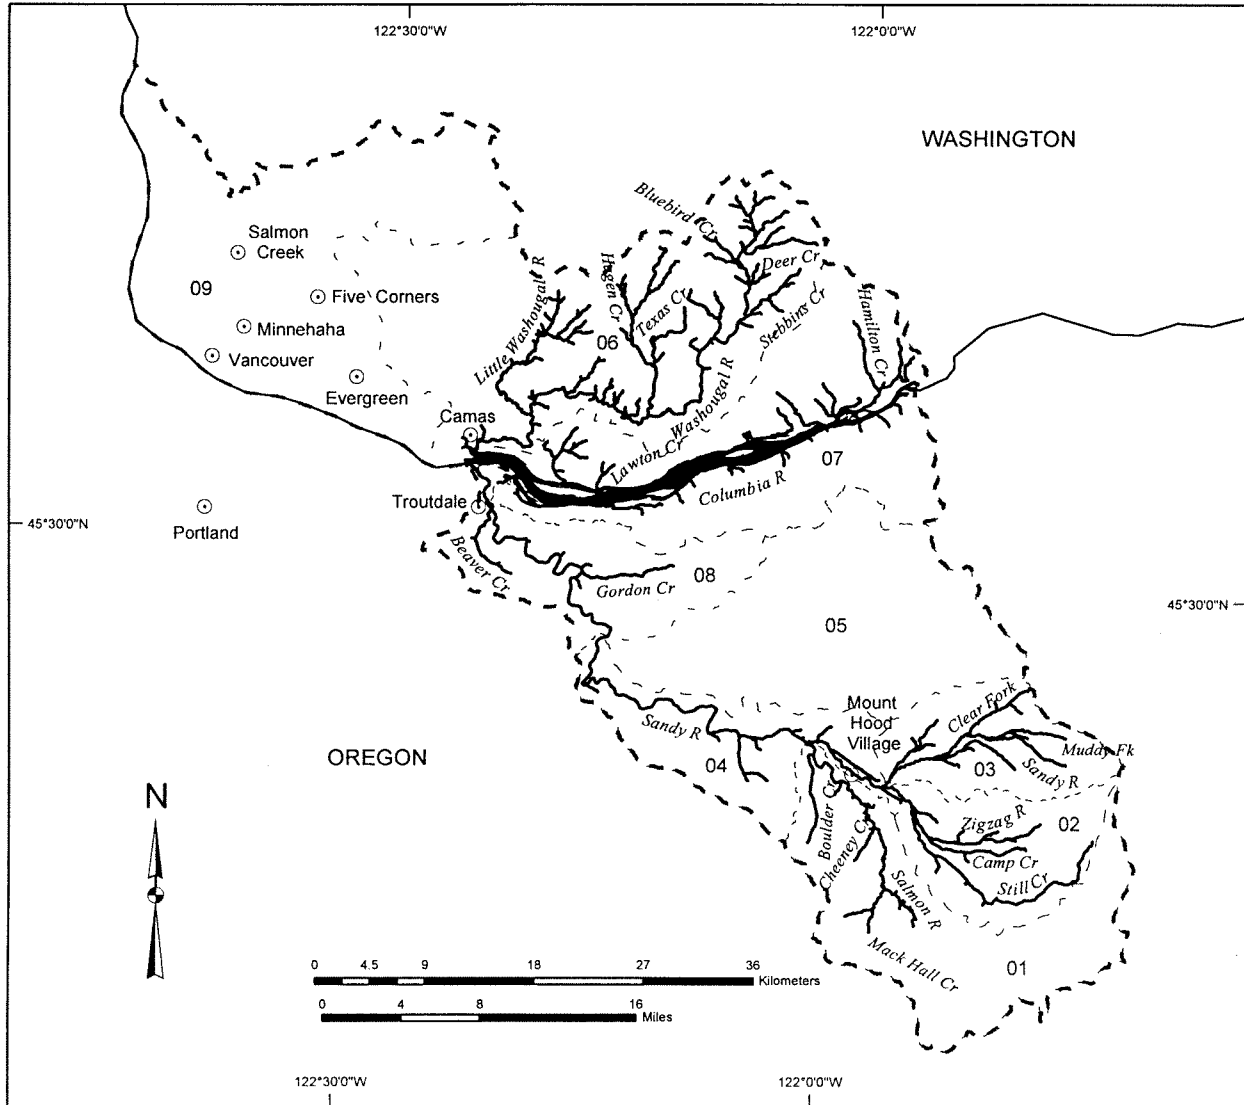 122°30'0"W
122°0'0"W
WASHINGTON
Bluebird Cr
Salmon
Creek
Hagen Cr
Deer Cr
Little Washougal R
09
Five Corners
Texas Cr
Stebbins Cr
Hamilton Cr
Minnehaha
06
Vancouver
Evergreen
Washougal R
Camas
Lawton Cr
07
Columbia R
Troutdale
45°30'0"N
Portland
Beaver Cr
Gordon Cr
08
45°30'0"N
05
Mount
Hood
Village
Clear Fork
Sandy R
Muddy Fk
OREGON
04
03
Sandy R
N
Boulder Cr
Zigzag R
02
Cheeney Cr
Camp Cr
Still Cr
Salmon R
Mack Hall Cr
01
0 4.5 9 18 27 36
Kilometers
0 4 8 16
Miles
122°30'0"W
122°0'0"W